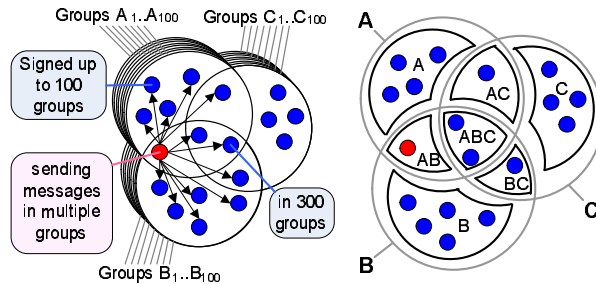 Groups A1..A100
Groups C1..C100
Signed up
to 100
groups
sending
messages
in multiple
groups
in 300
groups
Groups B1..B100
A
A
AC
C
ABC
AB
BC
B
C
B